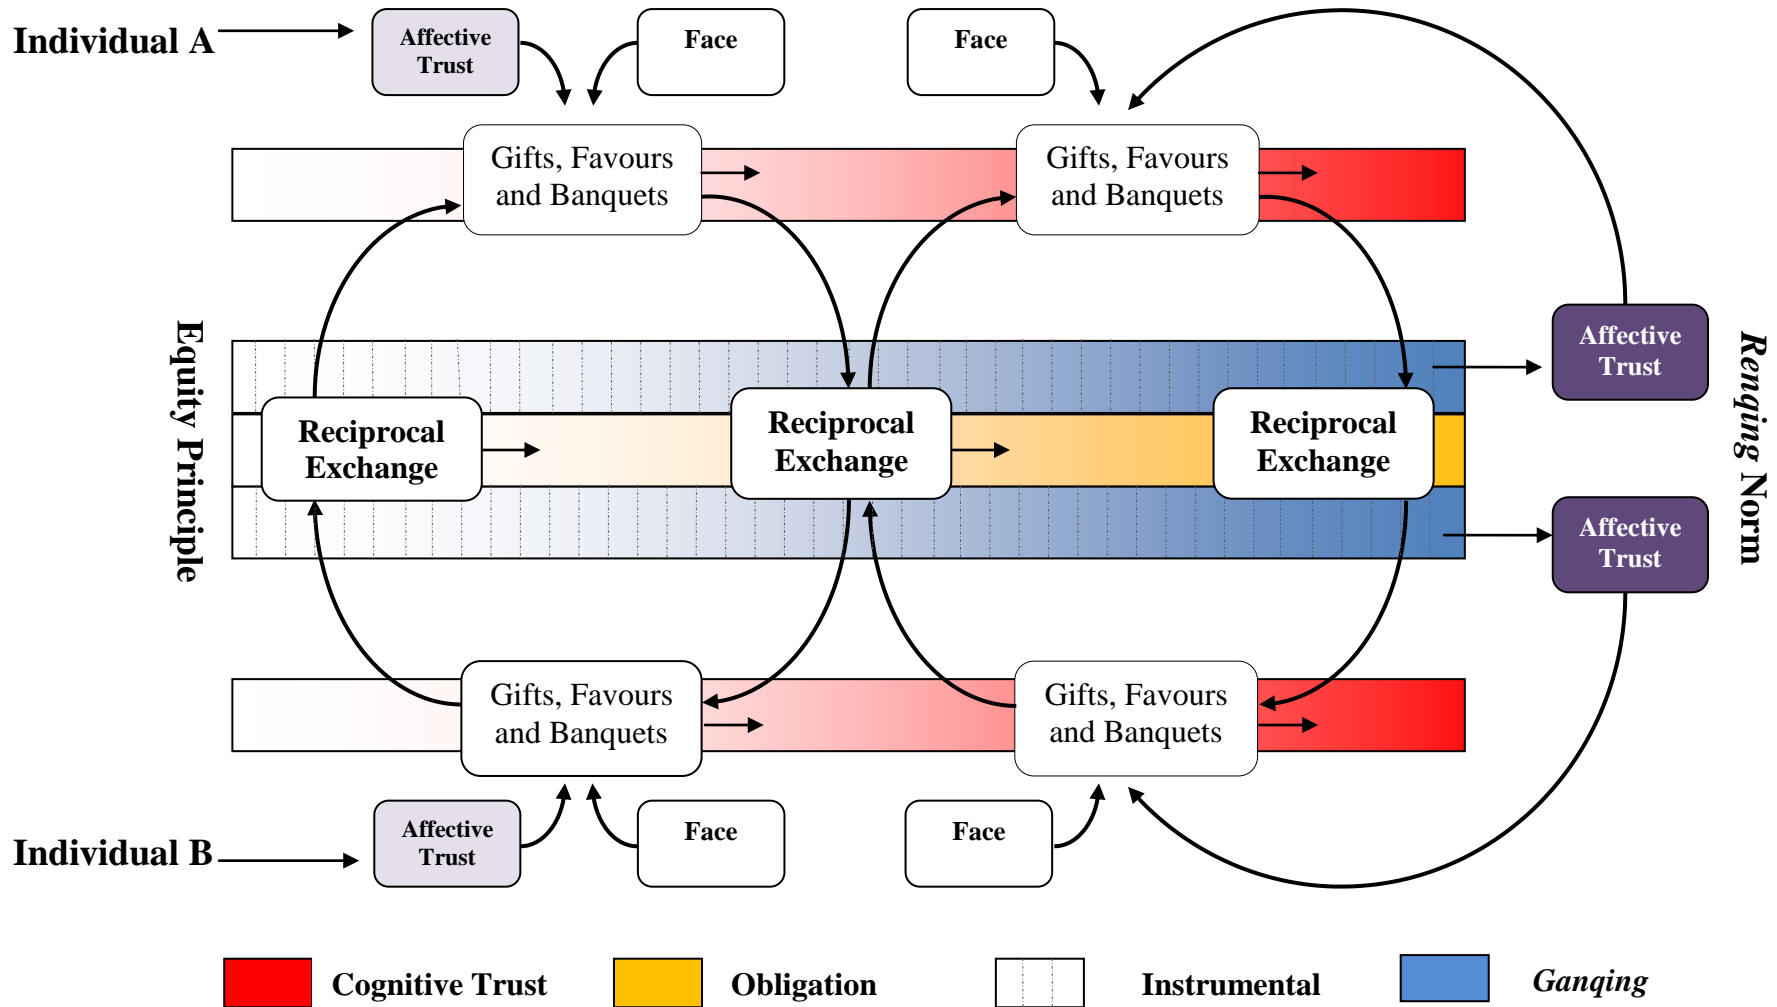 Individual A
Affective
Trust
Face
Face
Gifts, Favours
and Banquets
Gifts, Favours
and Banquets
Equity Principle
Reciprocal
Exchange
Reciprocal
Exchange
Reciprocal
Exchange
Affective
Trust
Affective
Trust
Renqing Norm
Gifts, Favours
and Banquets
Gifts, Favours
and Banquets
Individual B
Affective
Trust
Face
Face
Cognitive Trust
Obligation
Instrumental
Ganqing